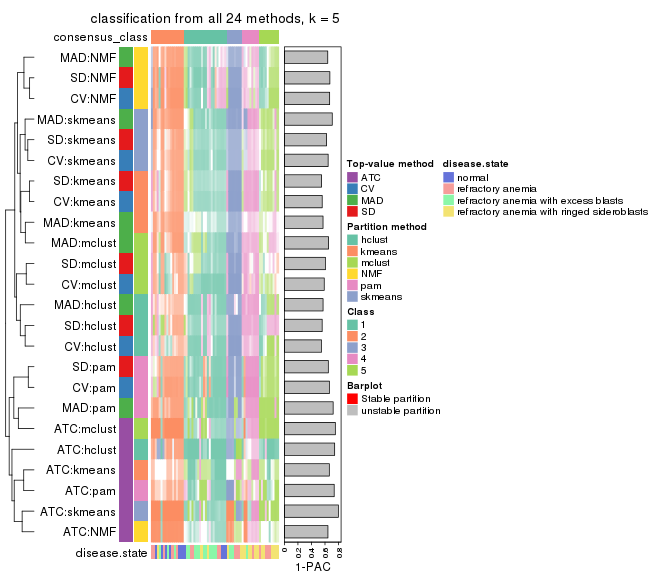 classification from all 24 methods, k = 5
consensus_class
MAD:NMF
SD:NMF
CV:NMF
MAD:skmeans
SD:skmeans
CV:skmeans
SD:kmeans
CV:kmeans
MAD:kmeans
MAD:mclust
SD:mclust
CV:mclust
MAD:hclust
SD:hclust
CV:hclust
SD:pam
CV:pam
MAD:pam
ATC:mclust
ATC:hclust
ATC:kmeans
ATC:pam
ATC:skmeans
ATC:NMF
disease.state
0 0.2 0.4 0.6 0.8
1-PAC
Top-value method
ATC
CV
MAD
SD
Partition method
hclust
kmeans
mclust
NMF
pam
skmeans
Class
1
2
3
4
5
Barplot
Stable partition
unstable partition
disease.state
normal
refractory anemia
refractory anemia with excess blasts
refractory anemia with ringed sideroblasts